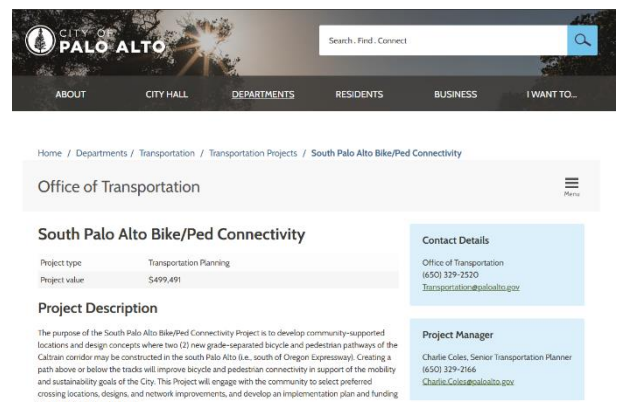 CITY OF
PALO ALTO
Search . Find . Connect
ABOUT CITY HALL DEPARTMENTS RESIDENTS BUSINESS I WANT TO...
Home / Departments / Transportation / Transportation Projects / South Palo Alto Bike/Ped Connectivity
Office of Transportation
Menu
South Palo Alto Bike/Ped Connectivity
Project type Transportation Planning
Project value $499,491
Project Description
The purpose of the South Palo Alto Bike/Ped Connectivity Project is to develop community-supported
locations and design concepts where two (2) new grade-separated bicycle and pedestrian pathways of the
Caltrain corridor may be constructed in the south Palo Alto (i.e., south of Oregon Expressway). Creating a
path above or below the tracks will improve bicycle and pedestrian connectivity in support of the mobility
and sustainability goals of the City. This Project will engage with the community to select preferred
crossing locations, designs, and network improvements, and develop an implementation plan and funding
Contact Details
Office of Transportation
(650) 329-2520
Transportation@paloalto.gov
Project Manager
Charlie Coles, Senior Transportation Planner
(650) 329-2166
Charlie.Coles@paloalto.gov